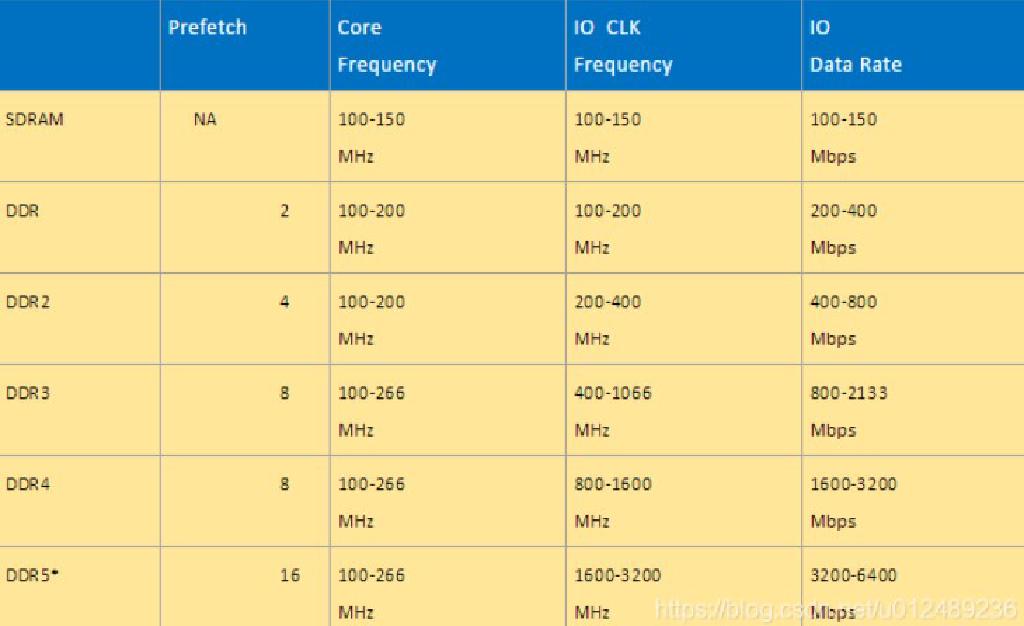 Prefetch
Core
Frequency
IO CLK
Frequency
IO
Data Rate
SDRAM
NA
100-150
MHz
100-150
MHz
100-150
Mbps
DDR
2
100-200
MHz
100-200
MHz
200-400
Mbps
DDR2
4
100-200
MHz
200-400
MHz
400-800
Mbps
DDR3
8
100-266
MHz
400-1066
MHz
800-2133
Mbps
DDR4
8
100-266
MHz
800-1600
MHz
1600-3200
Mbps
DDR5*
16
100-266
MHz
1600-3200
MHz
3200-6400
Mbps
https://blog.csdn.net/u012489236